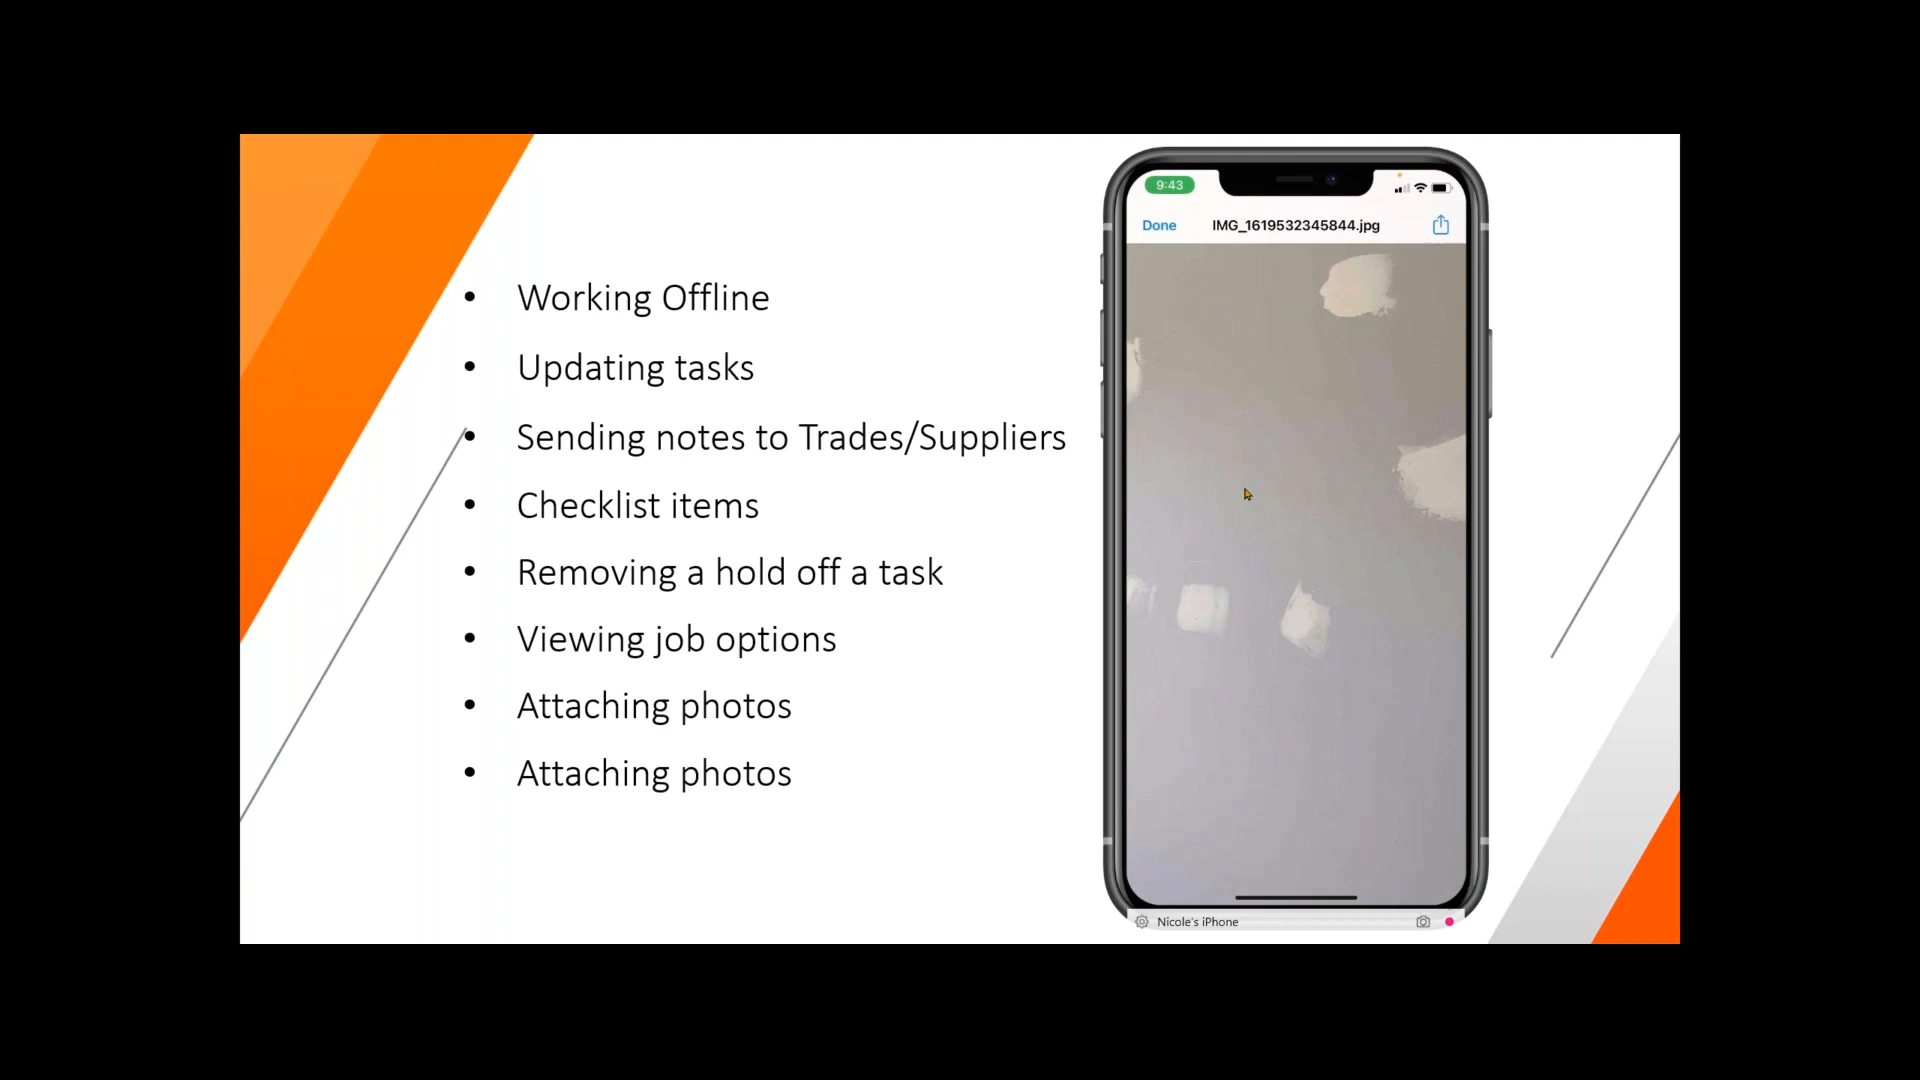 • Working Offline
• Updating tasks
• Sending notes to Trades/Suppliers
• Checklist items
• Removing a hold off a task
• Viewing job options
• Attaching photos
• Attaching photos
9:43
Done IMG_1619532345844.jpg
Nicole's iPhone